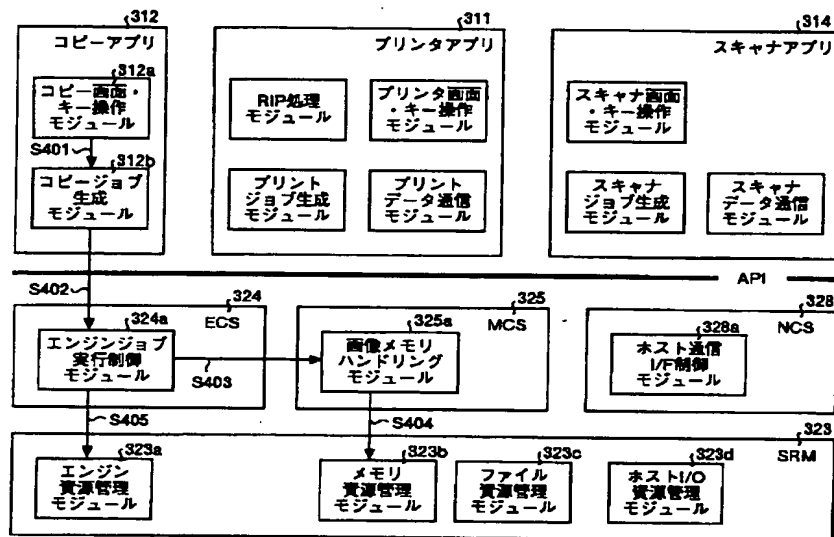 312
コピーアプリ
312a
コピー画面・
キー操作
モジュール
S401
312b
コピージョブ
生成
モジュール
311
プリンタアプリ
RIP処理
モジュール
プリンタ画面
・キー操作
モジュール
プリント
ジョブ生成
モジュール
プリント
データ通信
モジュール
314
スキャナアプリ
スキャナ画面
・キー操作
モジュール
スキャナ
ジョブ生成
モジュール
スキャナ
データ通信
モジュール
API
S402
324
ECS
324a
エンジンジョブ
実行制御
モジュール
S403
325
MCS
325a
画像メモリ
ハンドリング
モジュール
328
NCS
328a
ホスト通信
I/F制御
モジュール
S405
S404
323
SRM
323a
エンジン
資源管理
モジュール
323b
メモリ
資源管理
モジュール
323c
ファイル
資源管理
モジュール
323d
ホストI/O
資源管理
モジュール